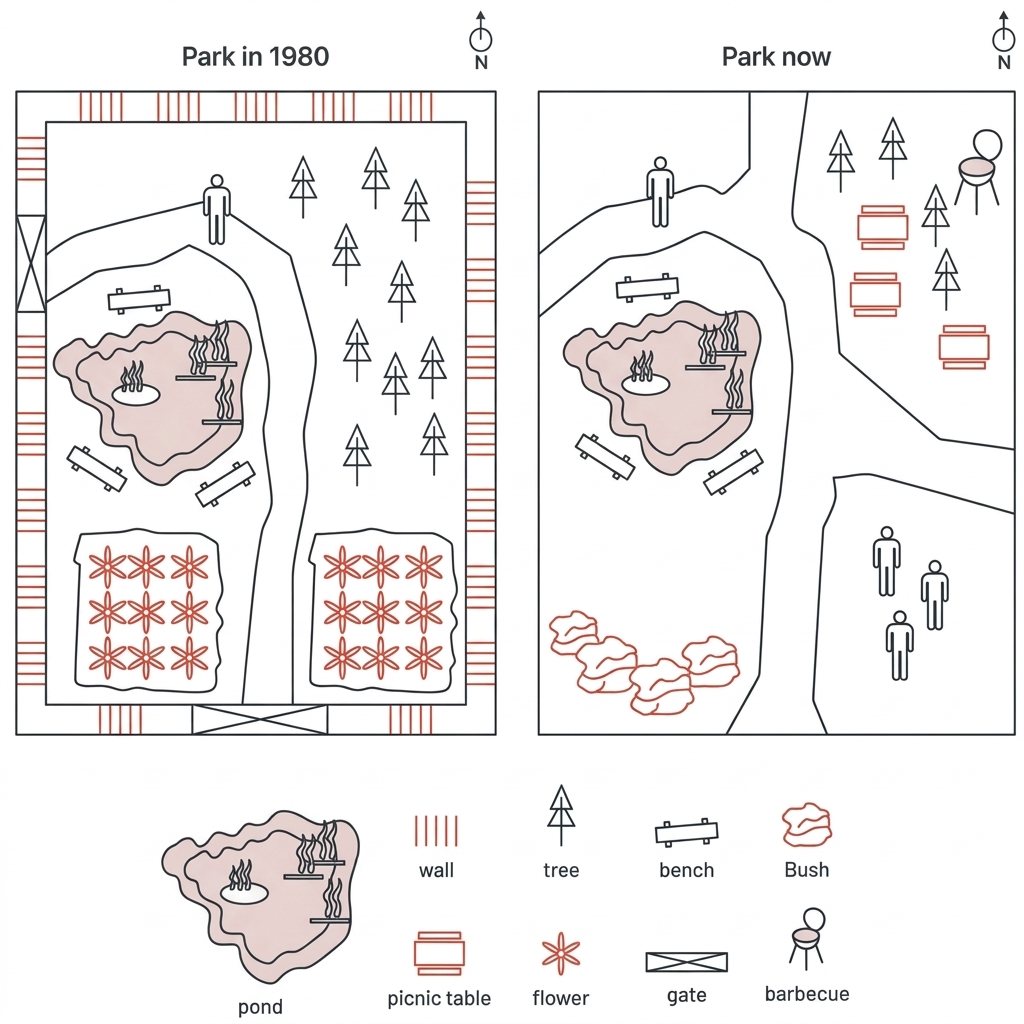 Park in 1980
N
Park now
N
wall
tree
bench
Bush
pond
picnic table
flower
gate
barbecue